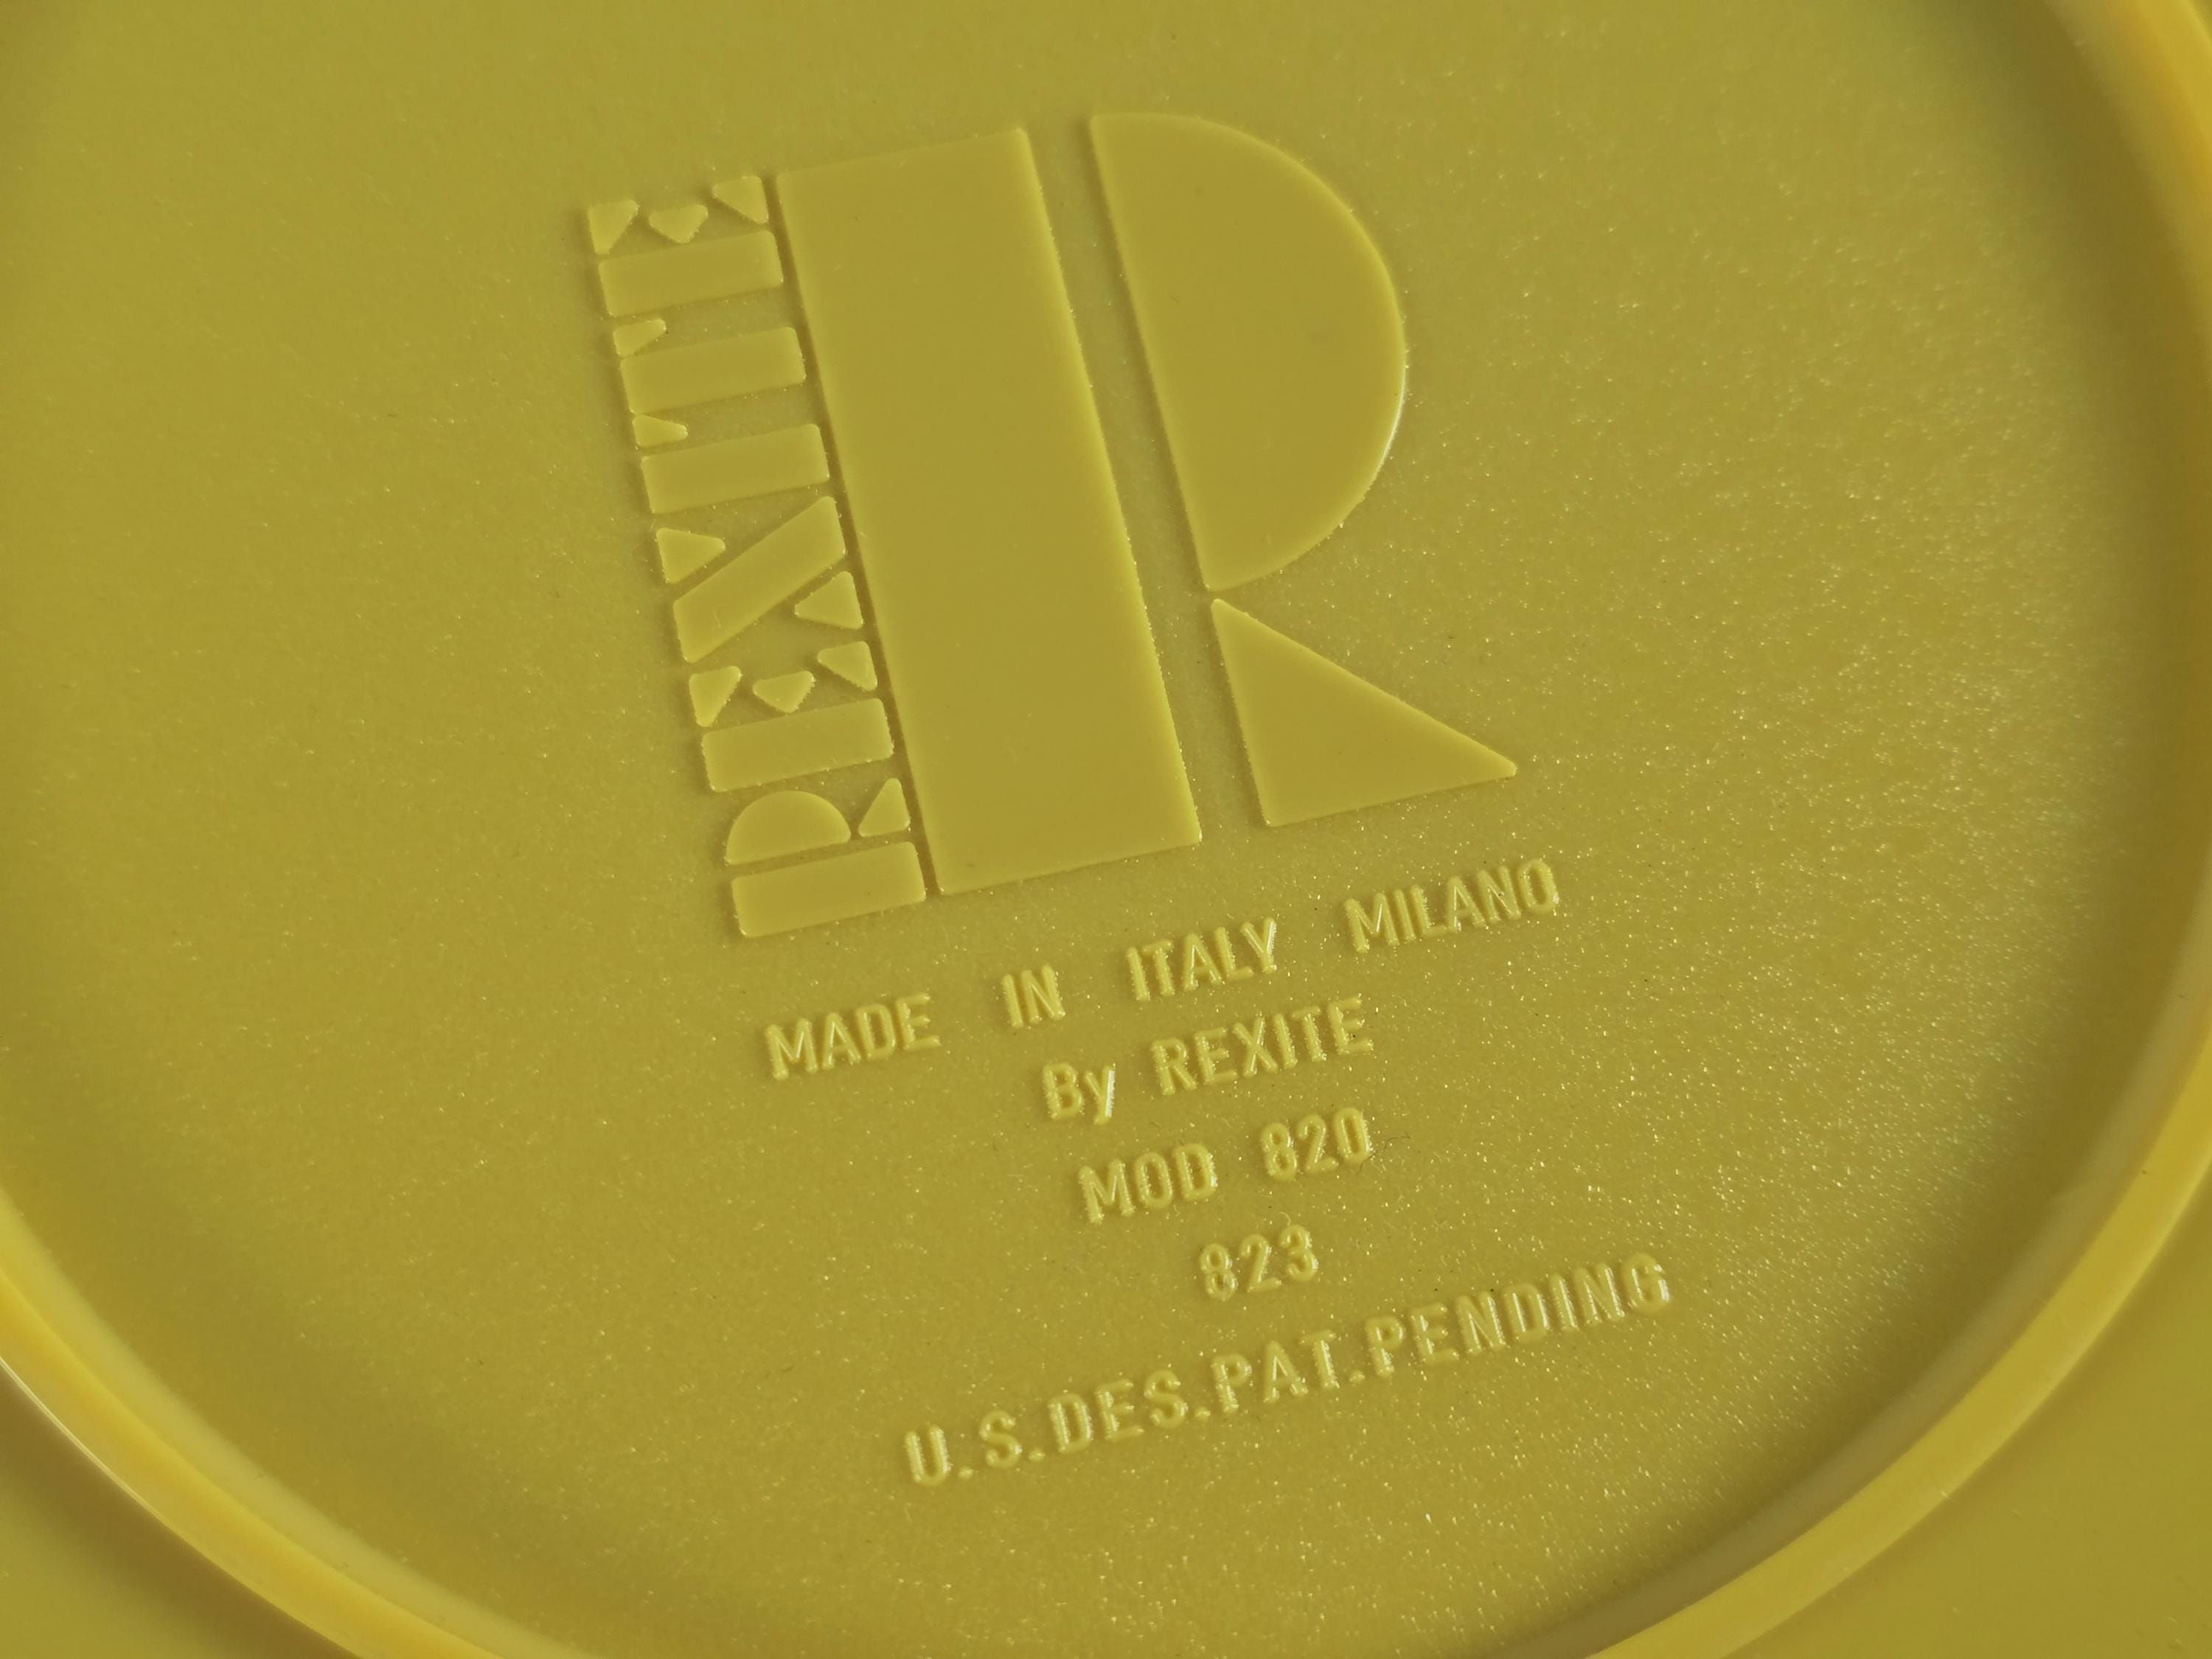 REXITE
R
MADE IN ITALY MILANO
By REXITE
MOD 820
823
U.S.DES.PAT.PENDING